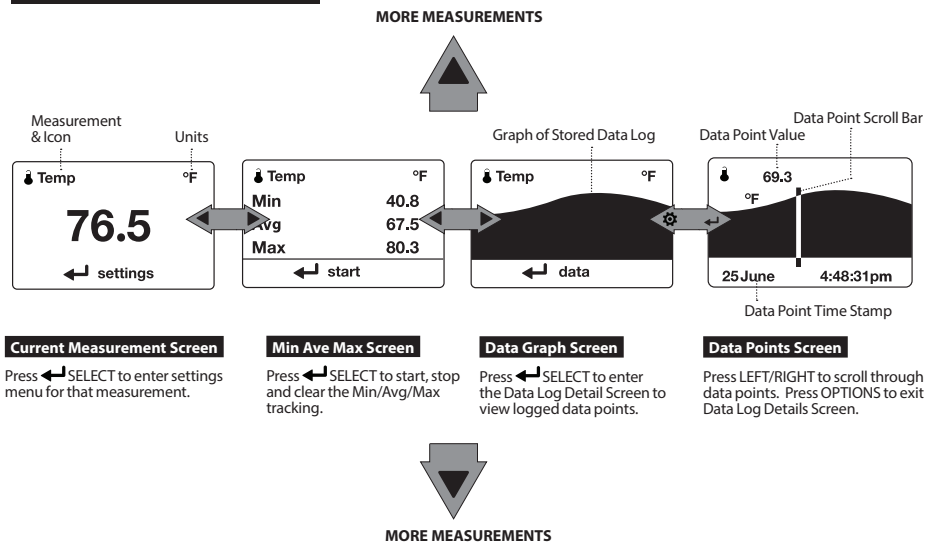 MORE MEASUREMENTS
Measurement
& Icon
Units
Graph of Stored Data Log
Data Point Value
Data Point Scroll Bar
Temp °F
76.5
settings
Temp °F
Min 40.8
Avg 67.5
Max 80.3
start
Temp °F
data
69.3
°F
25 June 4:48:31pm
Data Point Time Stamp
Current Measurement Screen
Press SELECT to enter settings
menu for that measurement.
Min Ave Max Screen
Press SELECT to start, stop
and clear the Min/Avg/Max
tracking.
Data Graph Screen
Press SELECT to enter
the Data Log Detail Screen to
view logged data points.
Data Points Screen
Press LEFT/RIGHT to scroll through
data points. Press OPTIONS to exit
Data Log Details Screen.
MORE MEASUREMENTS